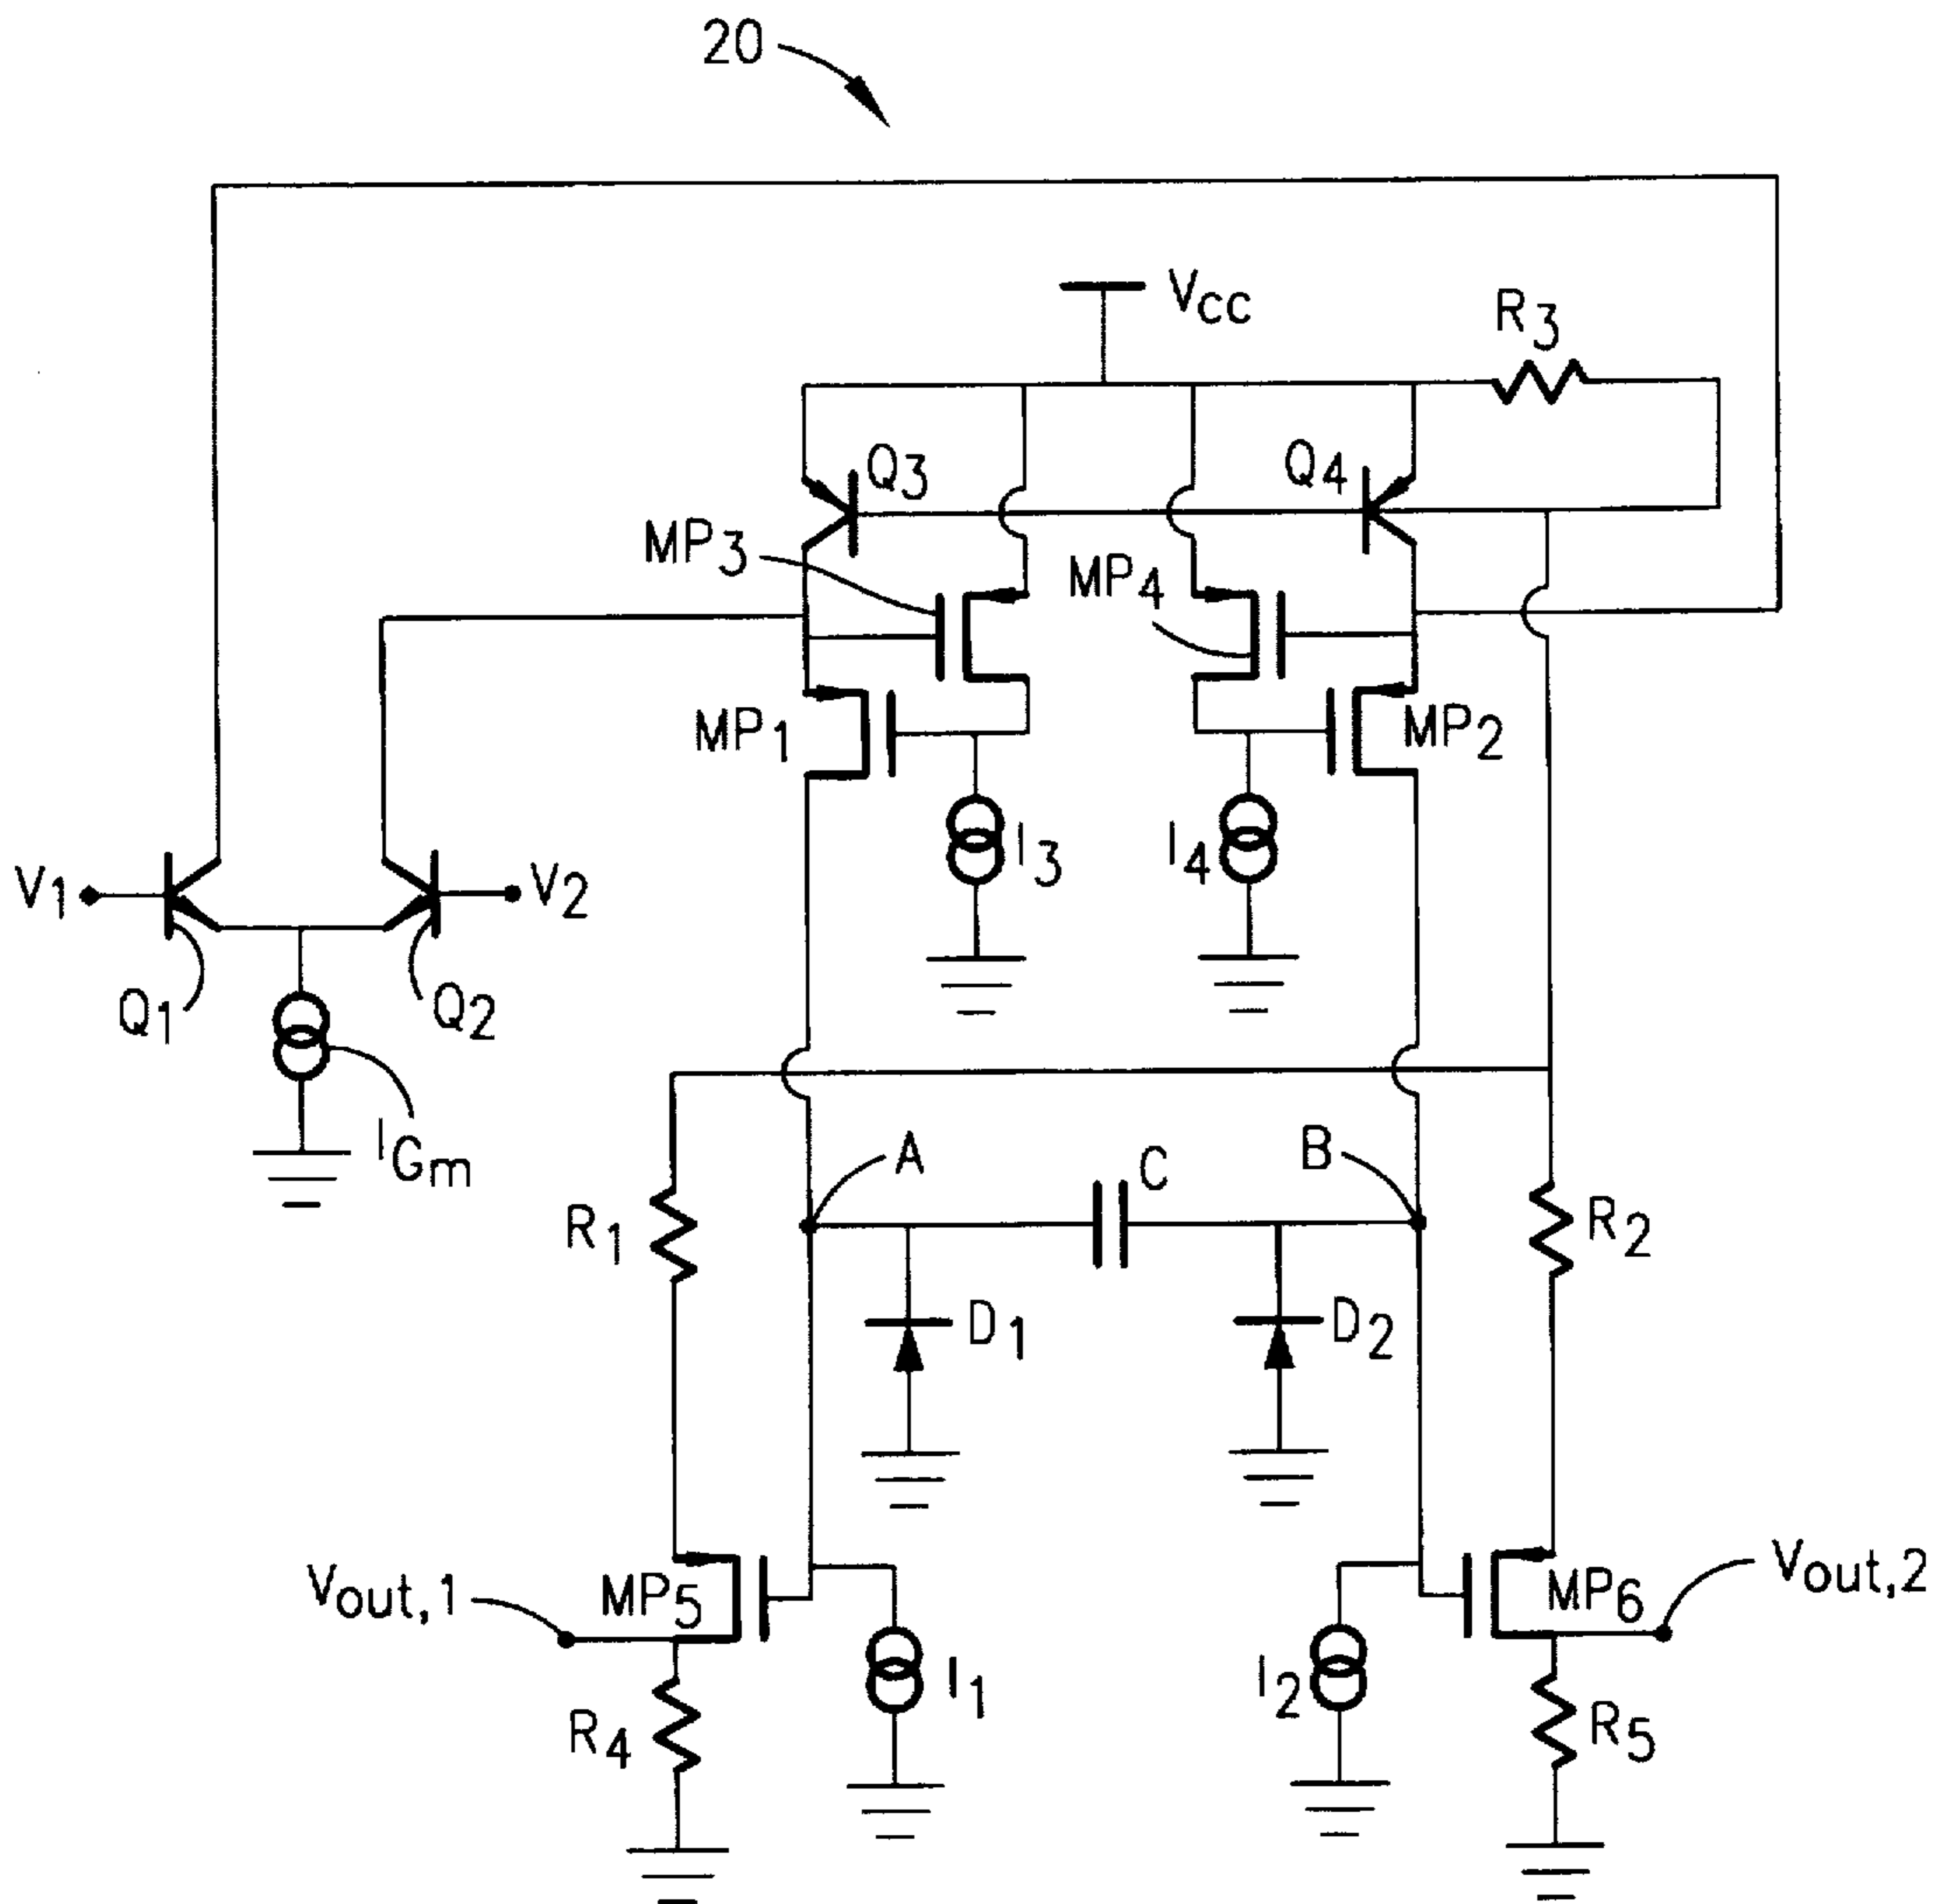 20
VCC
R3
Q3
Q4
MP3
MP4
MP1
MP2
I3
I4
V1
V2
Q1
Q2
IGm
A
C
B
R1
R2
D1
D2
Vout,1
MP5
MP6
Vout,2
I1
I2
R4
R5